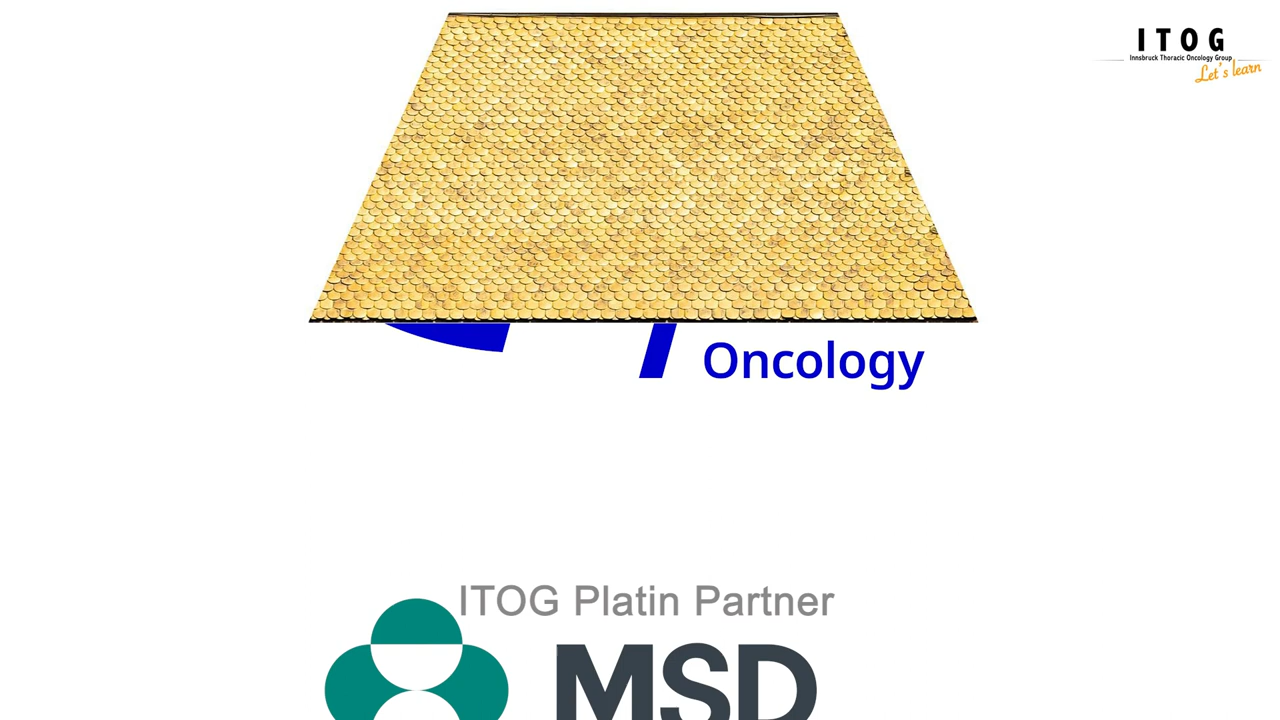 ITOG
Innsbruck Thoracic Oncology Group
Let's learn
Oncology
ITOG Platin Partner
MSD